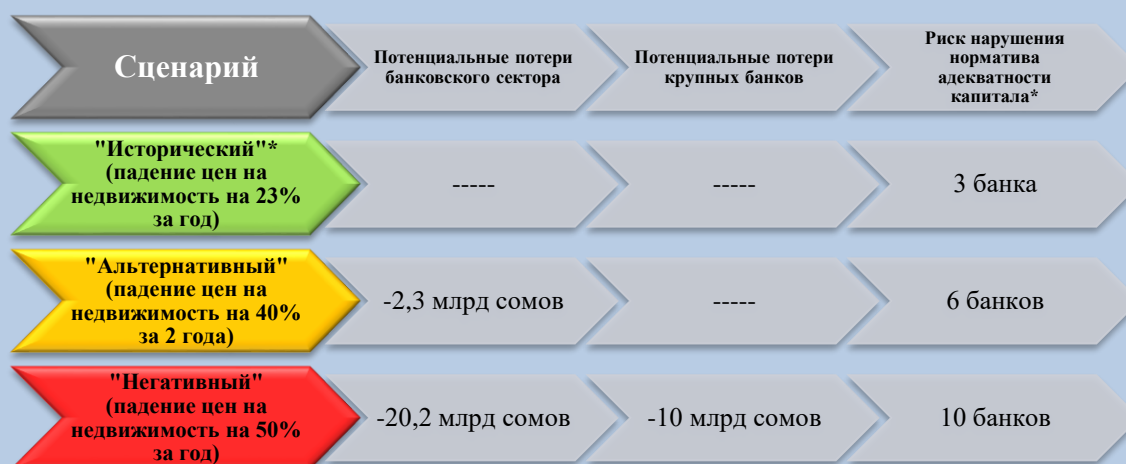 Сценарий
Потенциальные потери
банковского сектора
Потенциальные потери
крупных банков
Риск нарушения
норматива
адекватности
капитала*
"Исторический"*
(падение цен на
недвижимость на 23%
за год)
-----
-----
3 банка
"Альтернативный"
(падение цен на
недвижимость на 40%
за 2 года)
-2,3 млрд сомов
-----
6 банков
"Негативный"
(падение цен на
недвижимость на 50%
за год)
-20,2 млрд сомов
-10 млрд сомов
10 банков